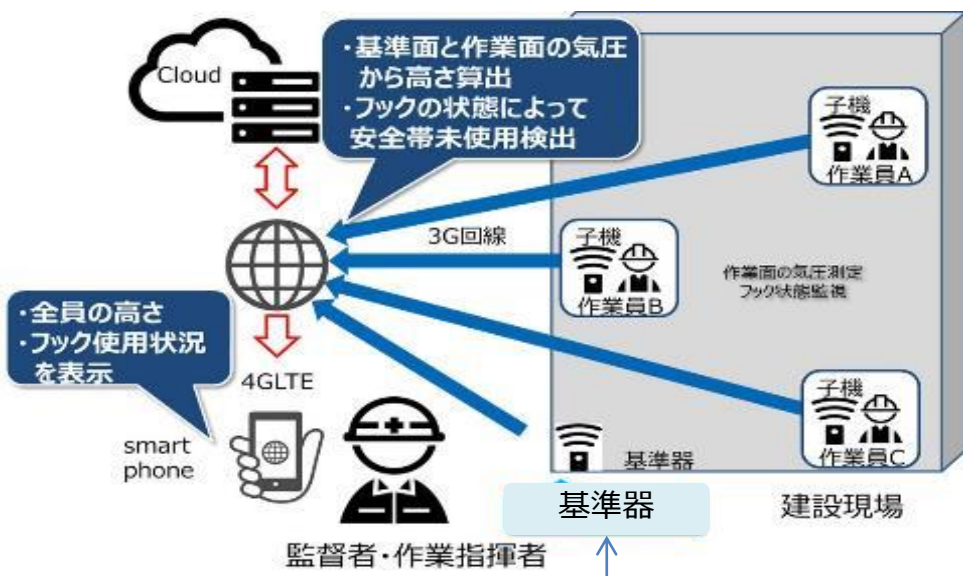 Cloud
・基準面と作業面の気圧
から高さ算出
・フックの状態によって
安全帯未使用検出
子機
作業員A
3G回線
子機
作業員B
作業面の気圧測定
フック状態監視
・全員の高さ
・フック使用状況
を表示
4GLTE
smart
phone
子機
作業員C
基準器
基準器
建設現場
監督者・作業指揮者